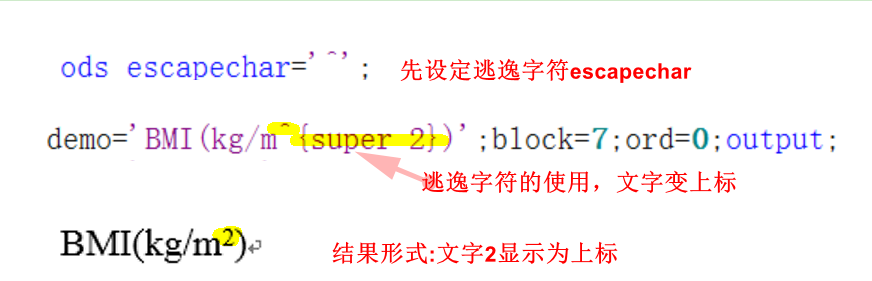 ods escapechar='^'; 先设定逃逸字符escapechar
demo='BMI(kg/m^{super 2})';block=7;ord=0;output;
逃逸字符的使用，文字变上标
BMI(kg/m²)↵ 结果形式:文字2显示为上标